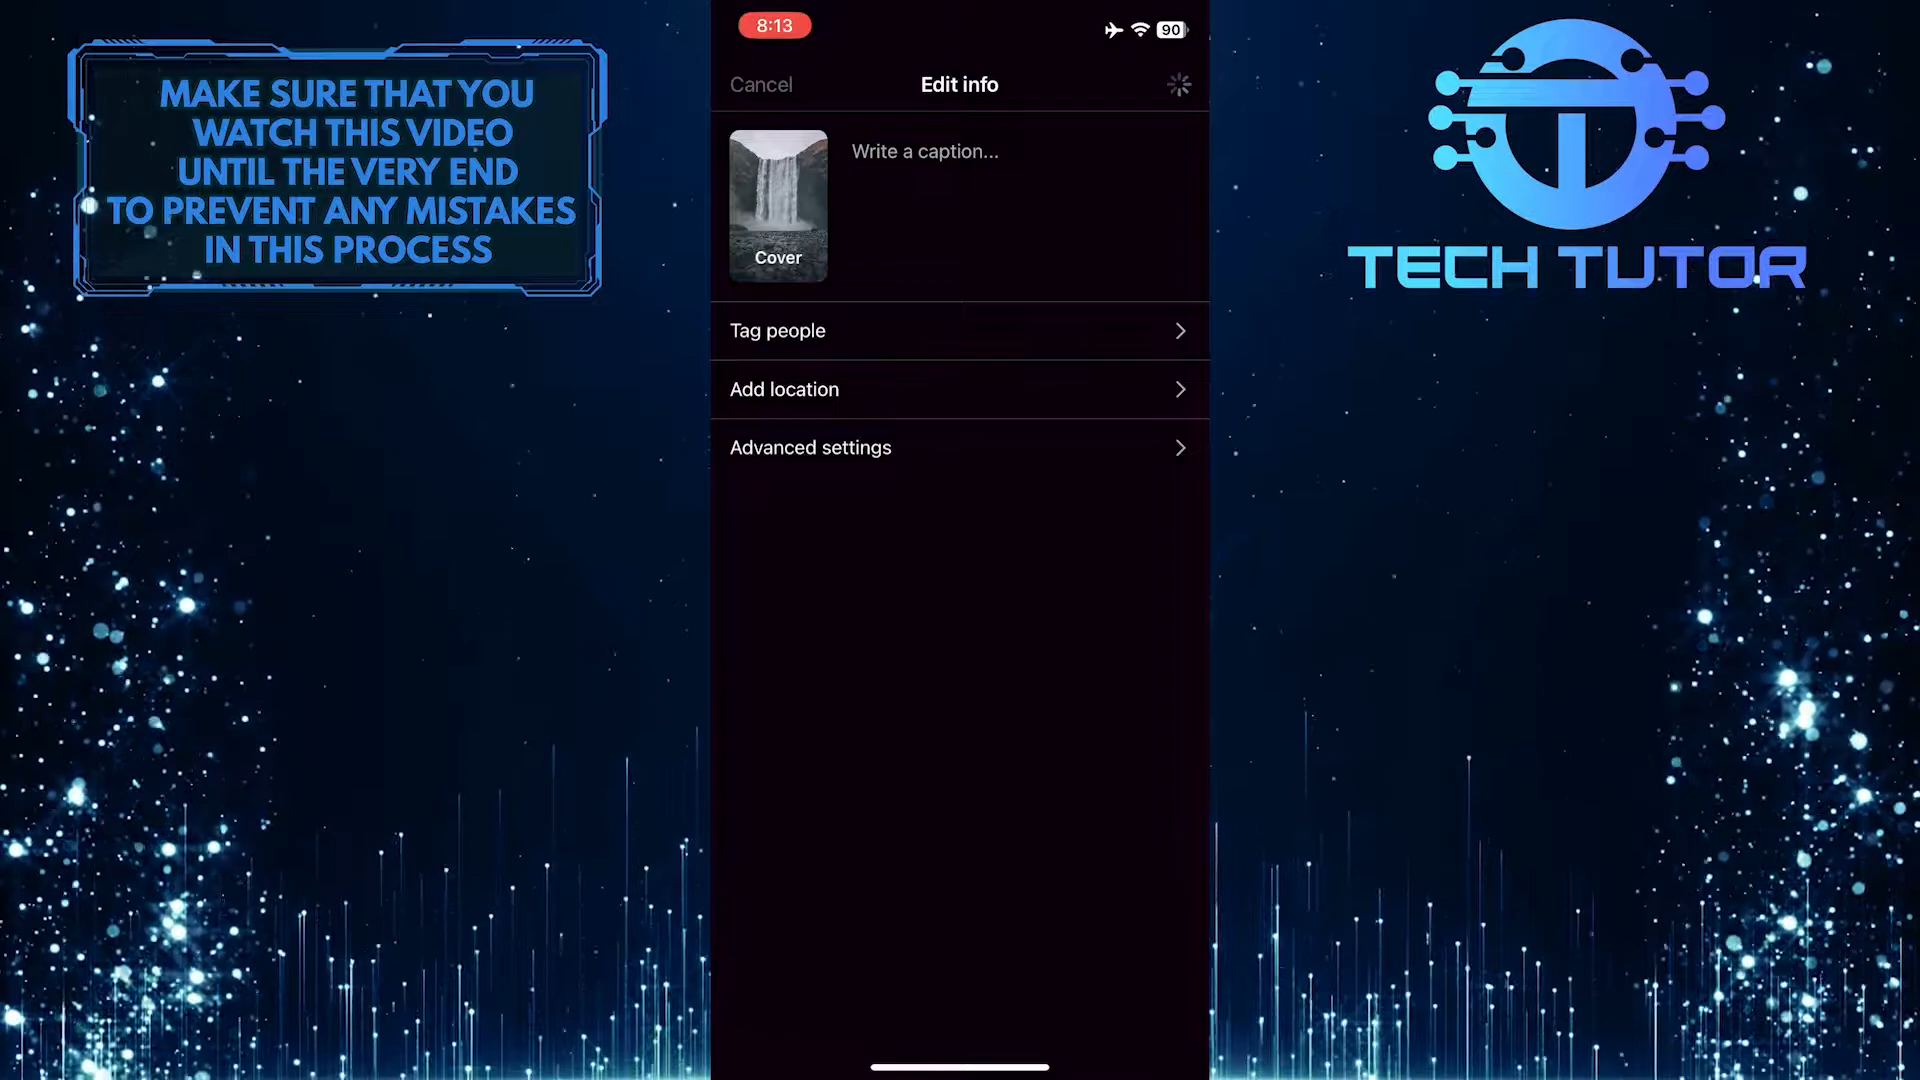 MAKE SURE THAT YOU
WATCH THIS VIDEO
UNTIL THE VERY END
TO PREVENT ANY MISTAKES
IN THIS PROCESS
8:13
90
Cancel
Edit info
Write a caption...
Cover
Tag people
Add location
Advanced settings
TECH TUTOR